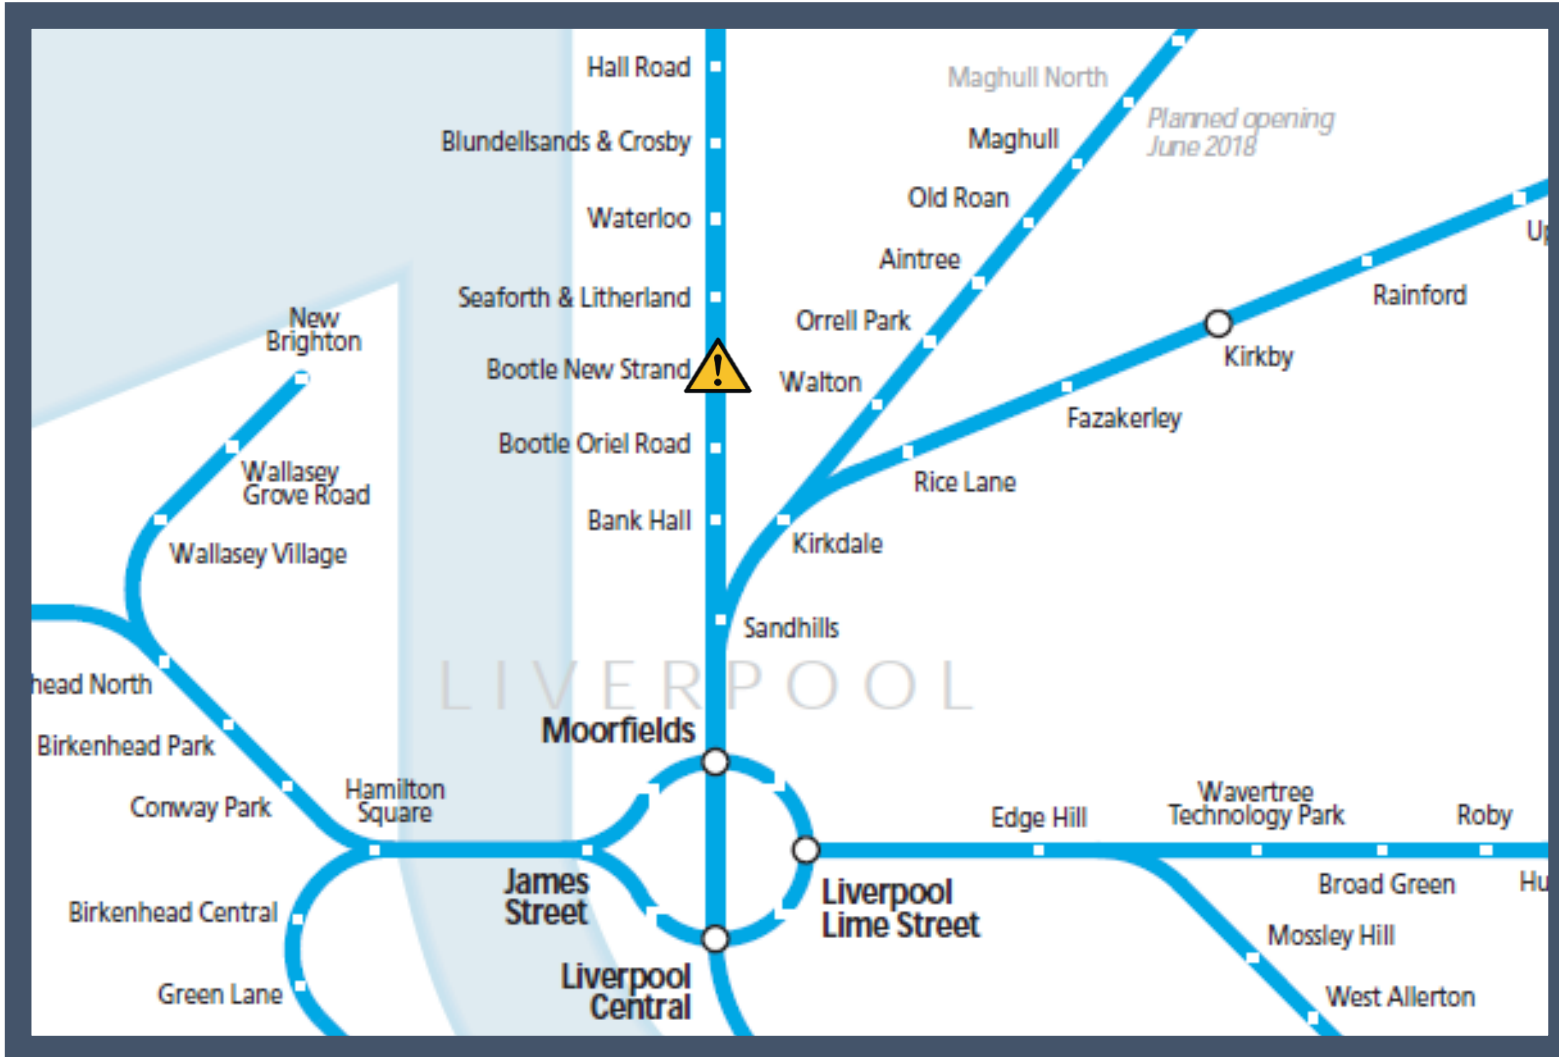 Hall Road
Maghull North
Planned opening
June 2018
Blundellsands & Crosby
Maghull
Old Roan
Waterloo
Up
Aintree
Seaforth & Litherland
Rainford
New
Brighton
Orrell Park
Kirkby
Bootle New Strand
!
Walton
Fazakerley
Bootle Oriel Road
Wallasey
Grove Road
Rice Lane
Bank Hall
Kirkdale
Wallasey Village
Sandhills
head North
LIVERPOOL
Moorfields
Birkenhead Park
Conway Park
Hamilton
Square
Edge Hill
Wavertree
Technology Park
Roby
James
Street
Liverpool
Lime Street
Broad Green
Hu
Birkenhead Central
Mossley Hill
Liverpool
Central
Green Lane
West Allerton